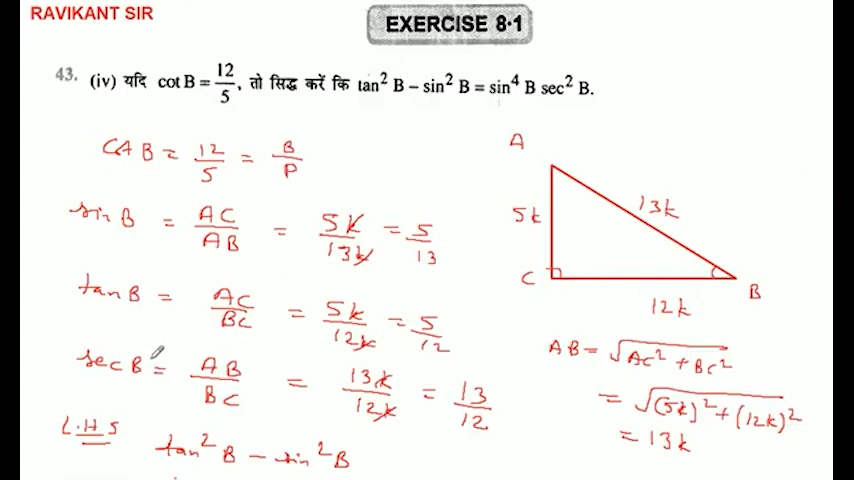 RAVIKANT SIR
EXERCISE 8·1
43. (iv) यदि cot B = 12/5, तो सिद्ध करें कि tan² B – sin² B = sin⁴ B sec² B.
CAB = 12/5 = B/P
sin B = AC/AB = 5k/13k = 5/13
tan B = AC/BC = 5k/12k = 5/12
sec B = AB/BC = 13k/12k = 13/12
L.H.S
tan² B – sin² B
A
5k
13k
C
B
12k
AB = √AC² + BC²
= √(5k)² + (12k)²
= 13k